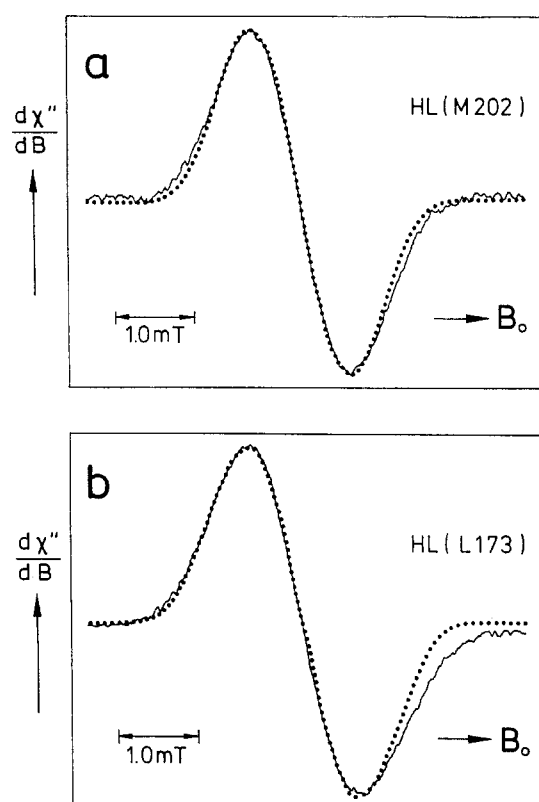 a
HL(M202)
dχ"
dB
1.0mT
B₀
b
HL(L173)
dχ"
dB
1.0mT
B₀